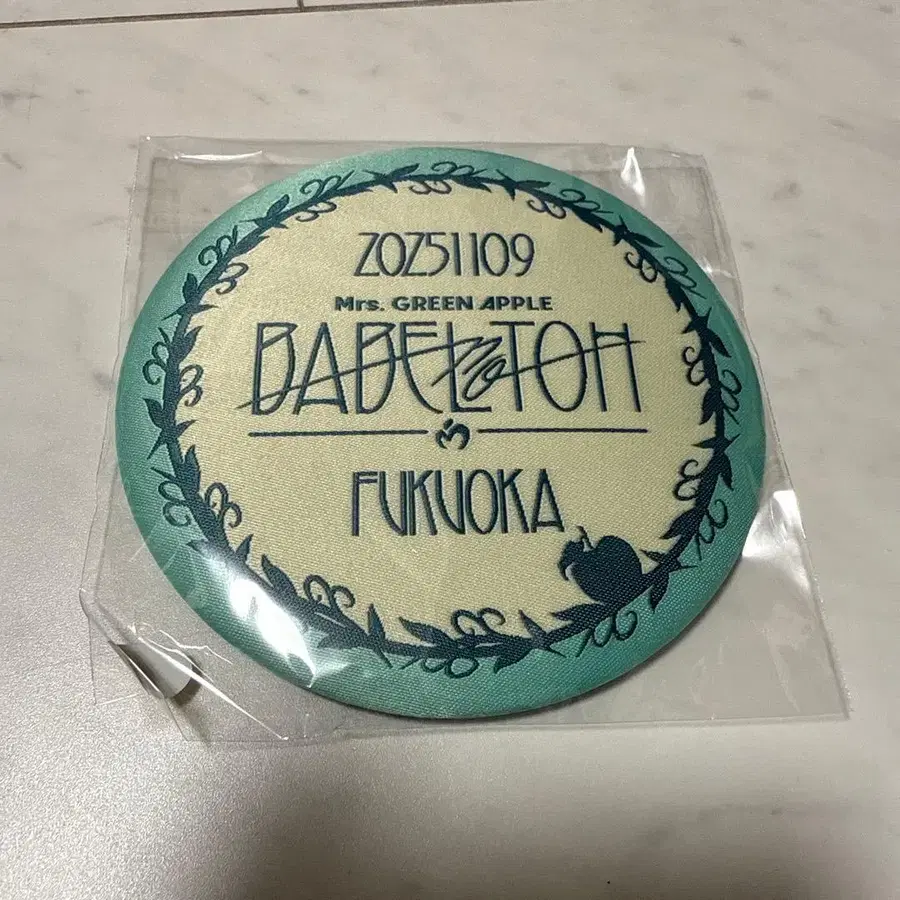 20251109
Mrs. GREEN APPLE
BABEL no TOH
FUKUOKA